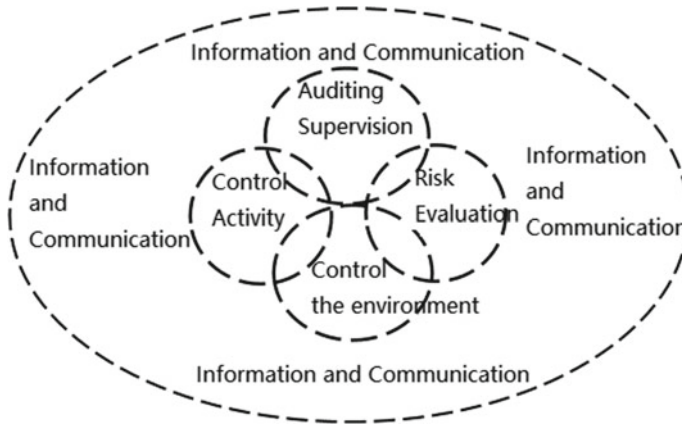 Information and Communication
Auditing
Supervision
Information
and
Communication
Control
Activity
Risk
Evaluation
Information
and
Communication
Control
the environment
Information and Communication